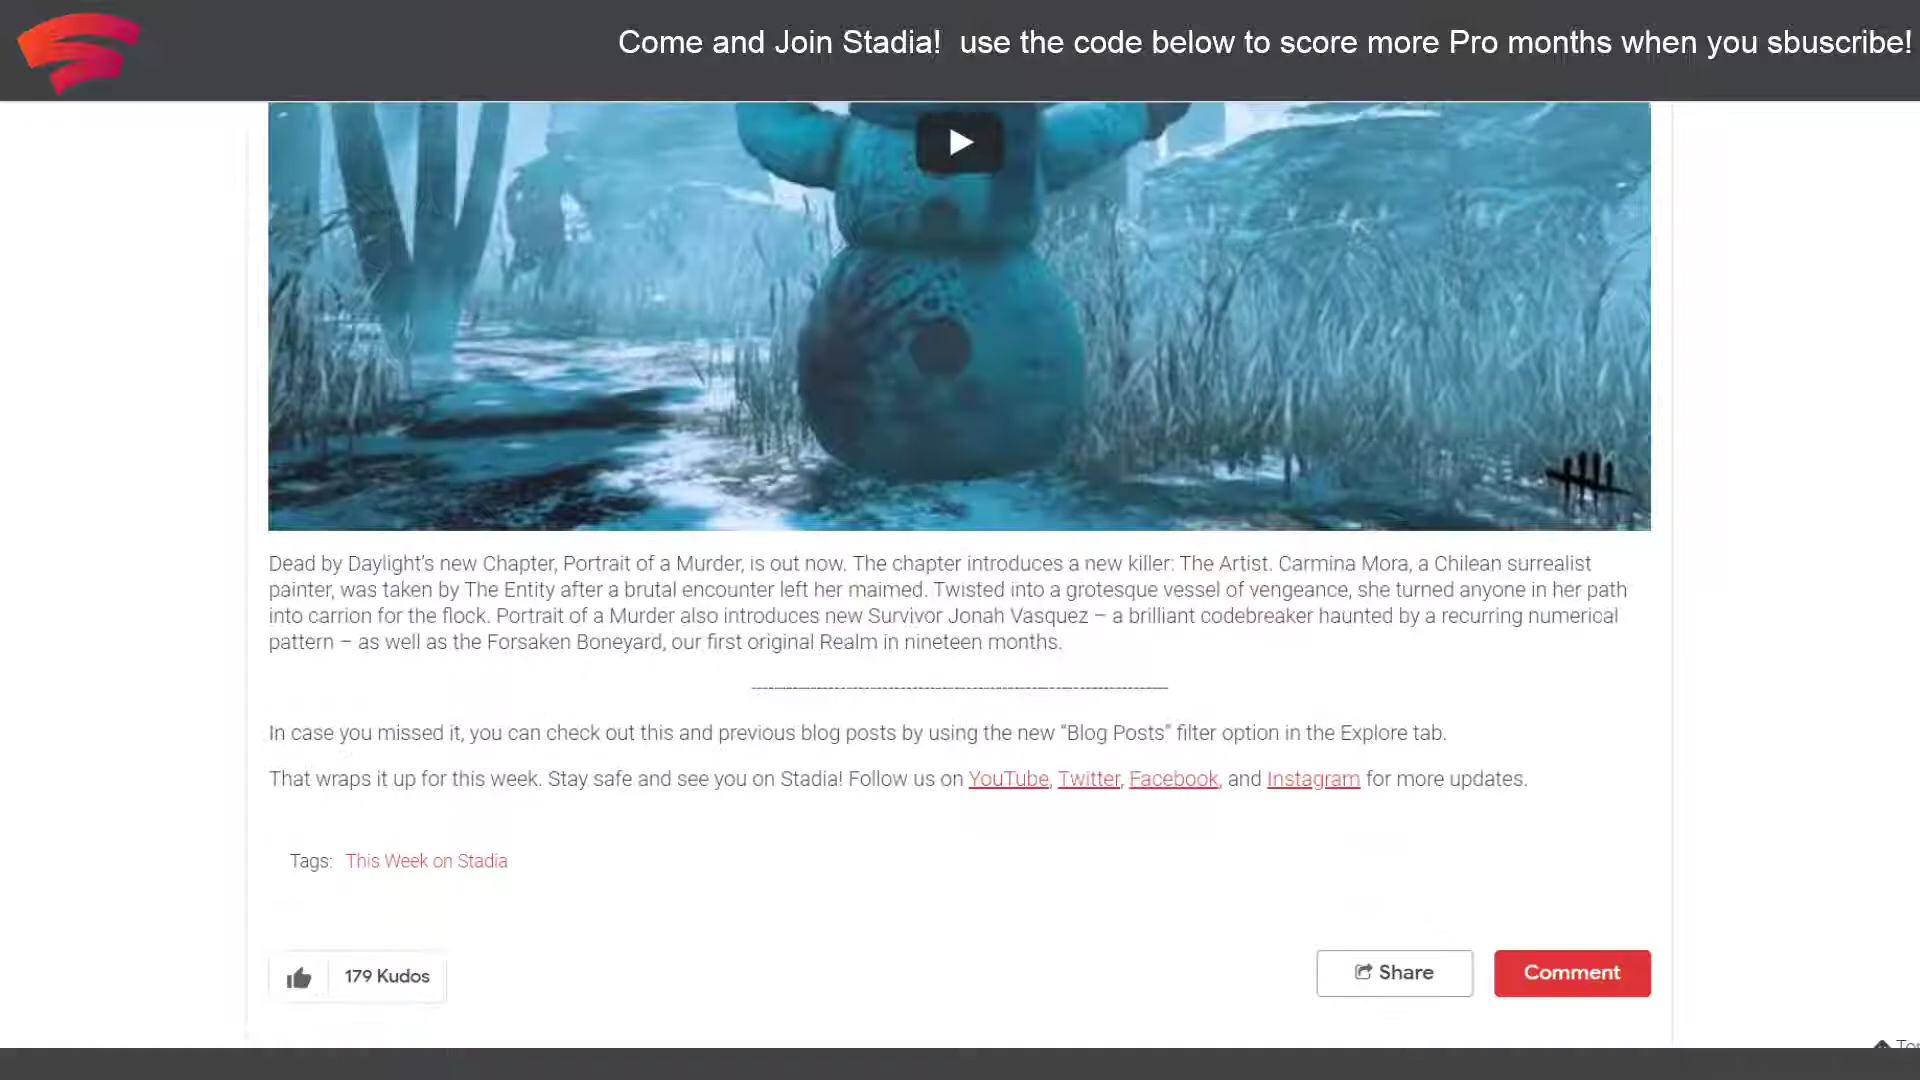 Come and Join Stadia!  use the code below to score more Pro months when you sbuscribe!
Dead by Daylight's new Chapter, Portrait of a Murder, is out now. The chapter introduces a new killer: The Artist. Carmina Mora, a Chilean surrealist
painter, was taken by The Entity after a brutal encounter left her maimed. Twisted into a grotesque vessel of vengeance, she turned anyone in her path
into carrion for the flock. Portrait of a Murder also introduces new Survivor Jonah Vasquez – a brilliant codebreaker haunted by a recurring numerical
pattern – as well as the Forsaken Boneyard, our first original Realm in nineteen months.
In case you missed it, you can check out this and previous blog posts by using the new “Blog Posts” filter option in the Explore tab.
That wraps it up for this week. Stay safe and see you on Stadia! Follow us on YouTube, Twitter, Facebook, and Instagram for more updates.
Tags: This Week on Stadia
179 Kudos
Share
Comment